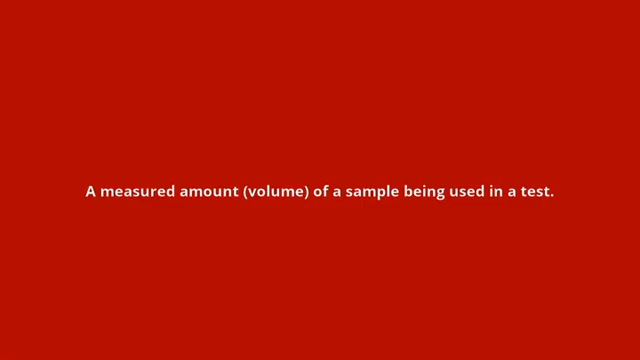 A measured amount (volume) of a sample being used in a test.